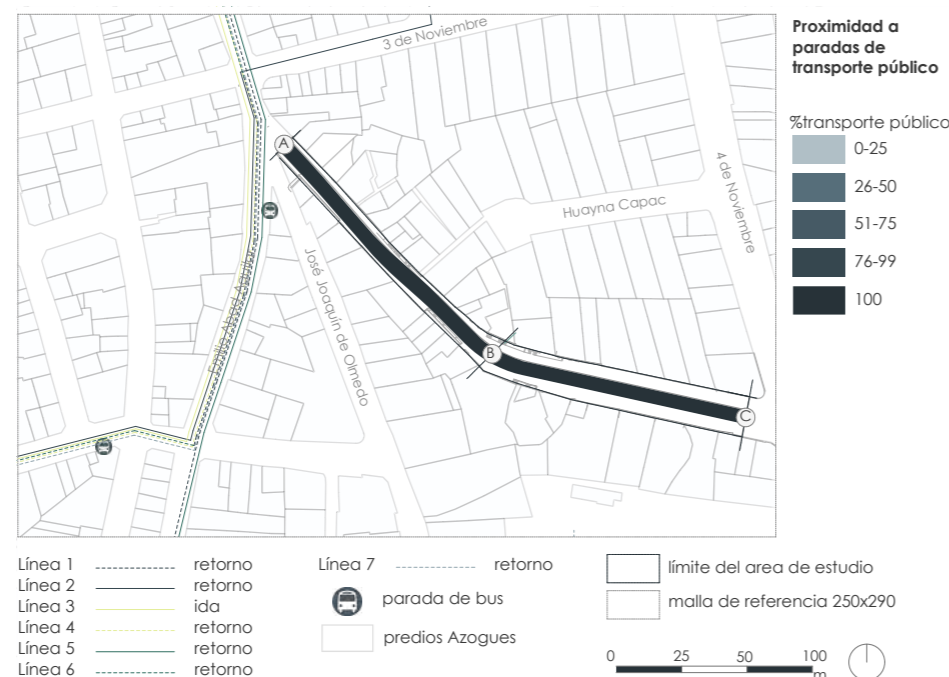 3 de Noviembre
A
4 de Noviembre
Huayna Capac
José Joaquín de Olmedo
Emilio Abad Aguilar
B
C
Proximidad a
paradas de
transporte público
%transporte público
0-25
26-50
51-75
76-99
100
Línea 1 retorno
Línea 2 retorno
Línea 3 ida
Línea 4 retorno
Línea 5 retorno
Línea 6 retorno
Línea 7 retorno
parada de bus
predios Azogues
límite del area de estudio
malla de referencia 250x290
0 25 50 100
m